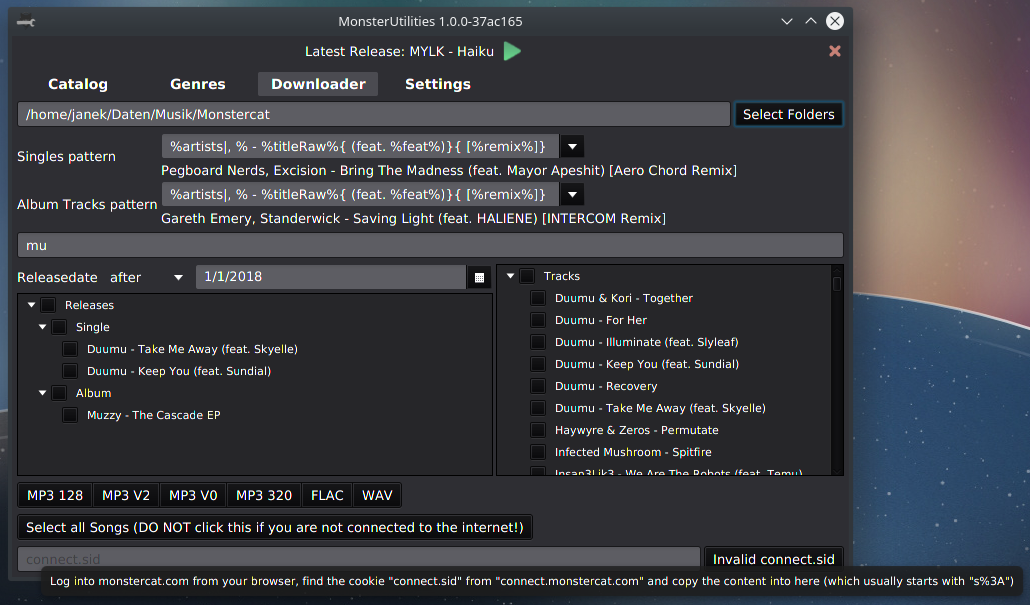 MonsterUtilities 1.0.0-37ac165
Latest Release: MYLK - Haiku
Catalog Genres Downloader Settings
/home/janek/Daten/Musik/Monstercat Select Folders
Singles pattern %artists|, % - %titleRaw%{ (feat. %feat%)}{ [%remix%]}
Pegboard Nerds, Excision - Bring The Madness (feat. Mayor Apeshit) [Aero Chord Remix]
Album Tracks pattern %artists|, % - %titleRaw%{ (feat. %feat%)}{ [%remix%]}
Gareth Emery, Standerwick - Saving Light (feat. HALIENE) [INTERCOM Remix]
mu
Releasedate after 1/1/2018
Releases
Single
Duumu - Take Me Away (feat. Skyelle)
Duumu - Keep You (feat. Sundial)
Album
Muzzy - The Cascade EP
Tracks
Duumu & Kori - Together
Duumu - For Her
Duumu - Illuminate (feat. Slyleaf)
Duumu - Keep You (feat. Sundial)
Duumu - Recovery
Duumu - Take Me Away (feat. Skyelle)
Haywyre & Zeros - Permutate
Infected Mushroom - Spitfire
Insan3Lik3 - We Are The Robots (feat. Temu)
MP3 128 MP3 V2 MP3 V0 MP3 320 FLAC WAV
Select all Songs (DO NOT click this if you are not connected to the internet!)
connect.sid Invalid connect.sid
Log into monstercat.com from your browser, find the cookie "connect.sid" from "connect.monstercat.com" and copy the content into here (which usually starts with "s%3A")